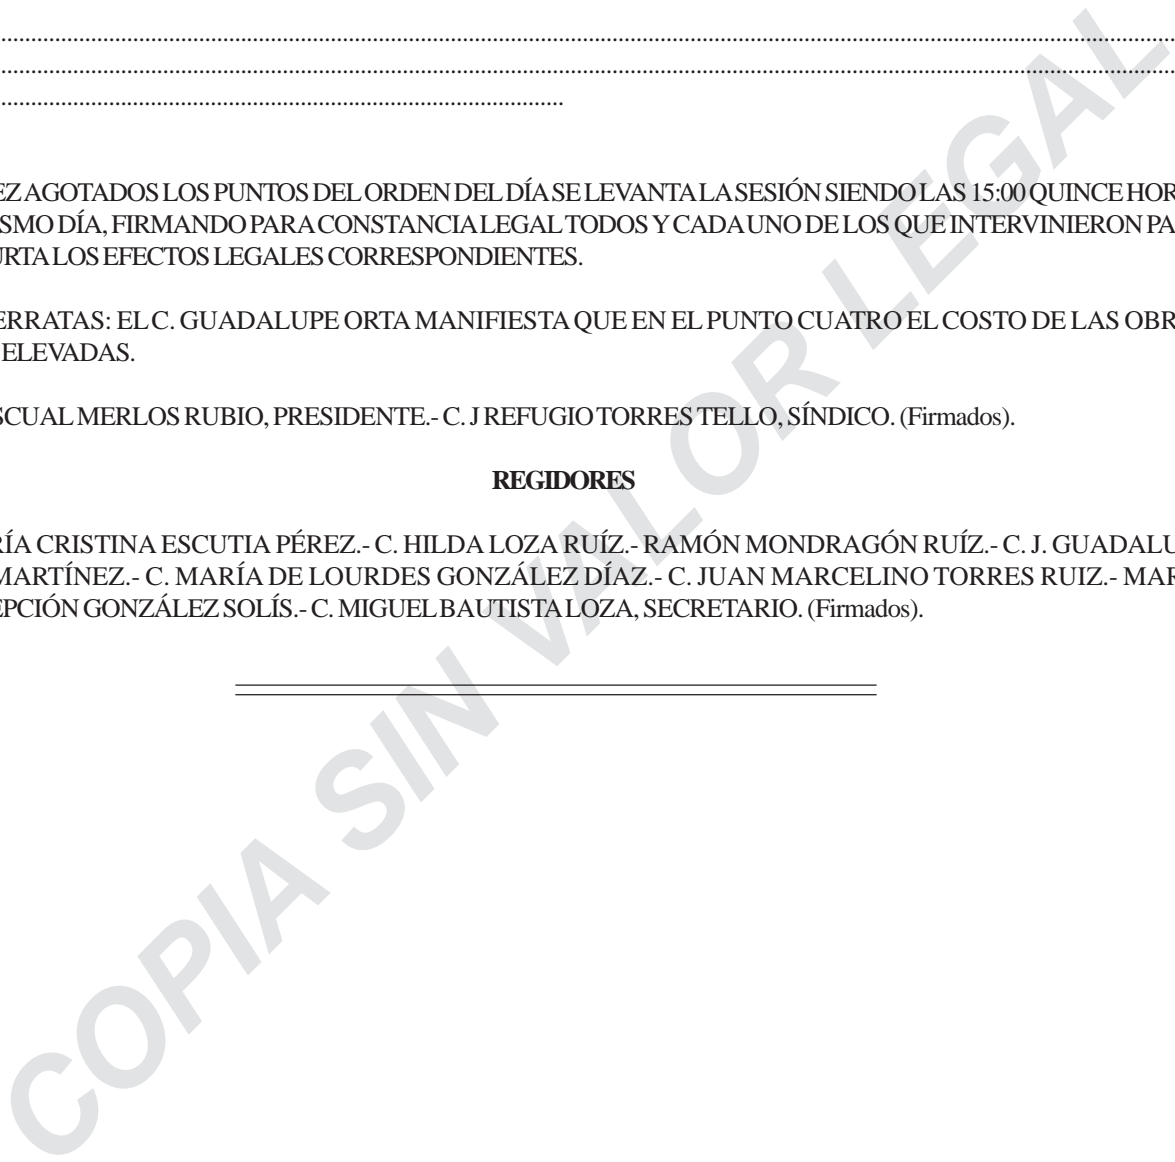 ........................................................................................................................
........................................................................................................................
........................................................................
EZ AGOTADOS LOS PUNTOS DEL ORDEN DEL DÍA SE LEVANTA LA SESIÓN SIENDO LAS 15:00 QUINCE HOR
SMO DÍA, FIRMANDO PARA CONSTANCIA LEGAL TODOS Y CADA UNO DE LOS QUE INTERVINIERON PA
URTA LOS EFECTOS LEGALES CORRESPONDIENTES.
ERRATAS: EL C. GUADALUPE ORTA MANIFIESTA QUE EN EL PUNTO CUATRO EL COSTO DE LAS OBR
ELEVADAS.
SCUAL MERLOS RUBIO, PRESIDENTE.- C. J REFUGIO TORRES TELLO, SÍNDICO. (Firmados).
REGIDORES
RÍA CRISTINA ESCUTIA PÉREZ.- C. HILDA LOZA RUÍZ.- RAMÓN MONDRAGÓN RUÍZ.- C. J. GUADALU
MARTÍNEZ.- C. MARÍA DE LOURDES GONZÁLEZ DÍAZ.- C. JUAN MARCELINO TORRES RUIZ.- MAR
EPCIÓN GONZÁLEZ SOLÍS.- C. MIGUEL BAUTISTA LOZA, SECRETARIO. (Firmados).
COPIA SIN VALOR LEGAL